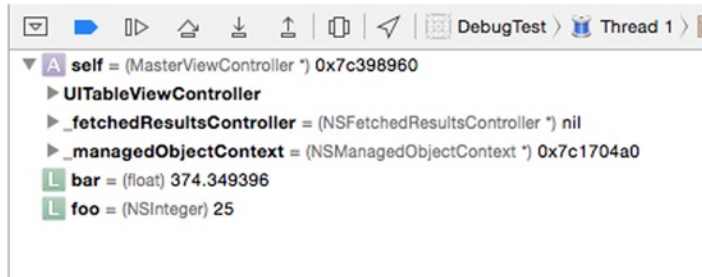 DebugTest Thread 1
A self = (MasterViewController *) 0x7c398960
UITableViewController
_fetchedResultsController = (NSFetchedResultsController *) nil
_managedObjectContext = (NSManagedObjectContext *) 0x7c1704a0
L bar = (float) 374.349396
L foo = (NSInteger) 25